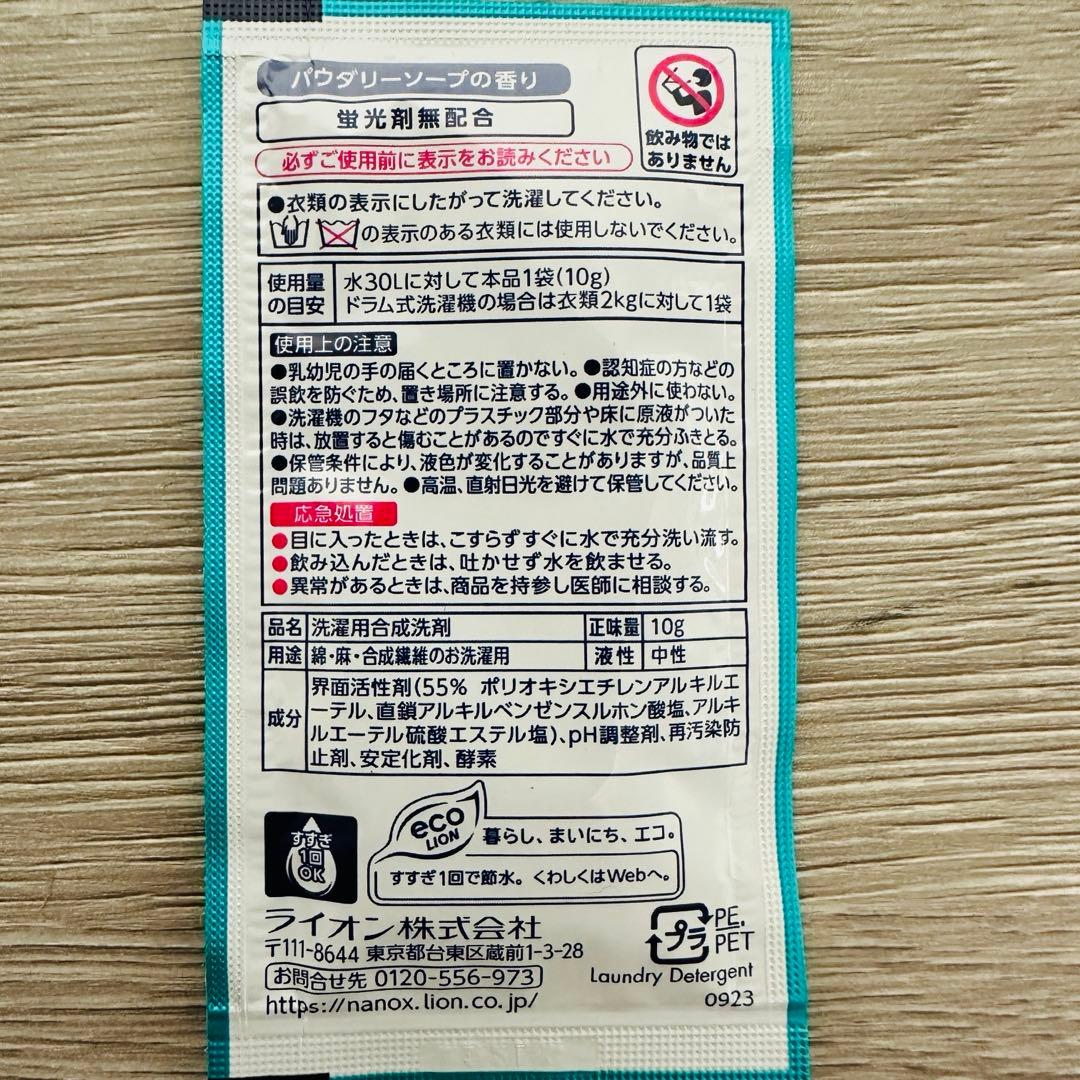 パウダリーソープの香り
蛍光剤無配合
必ずご使用前に表示をお読みください
飲み物では
ありません
●衣類の表示にしたがって洗濯してください。
の表示のある衣類には使用しないでください。
使用量
の目安
水30Lに対して本品1袋(10g)
ドラム式洗濯機の場合は衣類2kgに対して1袋
使用上の注意
●乳幼児の手の届くところに置かない。●認知症の方などの
誤飲を防ぐため、置き場所に注意する。●用途外に使わない。
●洗濯機のフタなどのプラスチック部分や床に原液がついた
時は、放置すると傷むことがあるのですぐに水で充分ふきとる。
●保管条件により、液色が変化することがありますが、品質上
問題ありません。●高温、直射日光を避けて保管してください。
応急処置
●目に入ったときは、こすらずすぐに水で充分洗い流す。
●飲み込んだときは、吐かせず水を飲ませる。
●異常があるときは、商品を持参し医師に相談する。
品名 洗濯用合成洗剤 正味量 10g
用途 綿・麻・合成繊維のお洗濯用 液性 中性
成分
界面活性剤(55% ポリオキシエチレンアルキルエ
ーテル、直鎖アルキルベンゼンスルホン酸塩、アルキ
ルエーテル硫酸エステル塩)、pH調整剤、再汚染防
止剤、安定化剤、酵素
すすぎ
1回
OK
eco
LION
暮らし、まいにち、エコ。
すすぎ1回で節水。くわしくはWebへ。
ライオン株式会社
〒111-8644 東京都台東区蔵前1-3-28
お問合せ先 0120-556-973
https://nanox.lion.co.jp/
プラ
PE,
PET
Laundry Detergent
0923